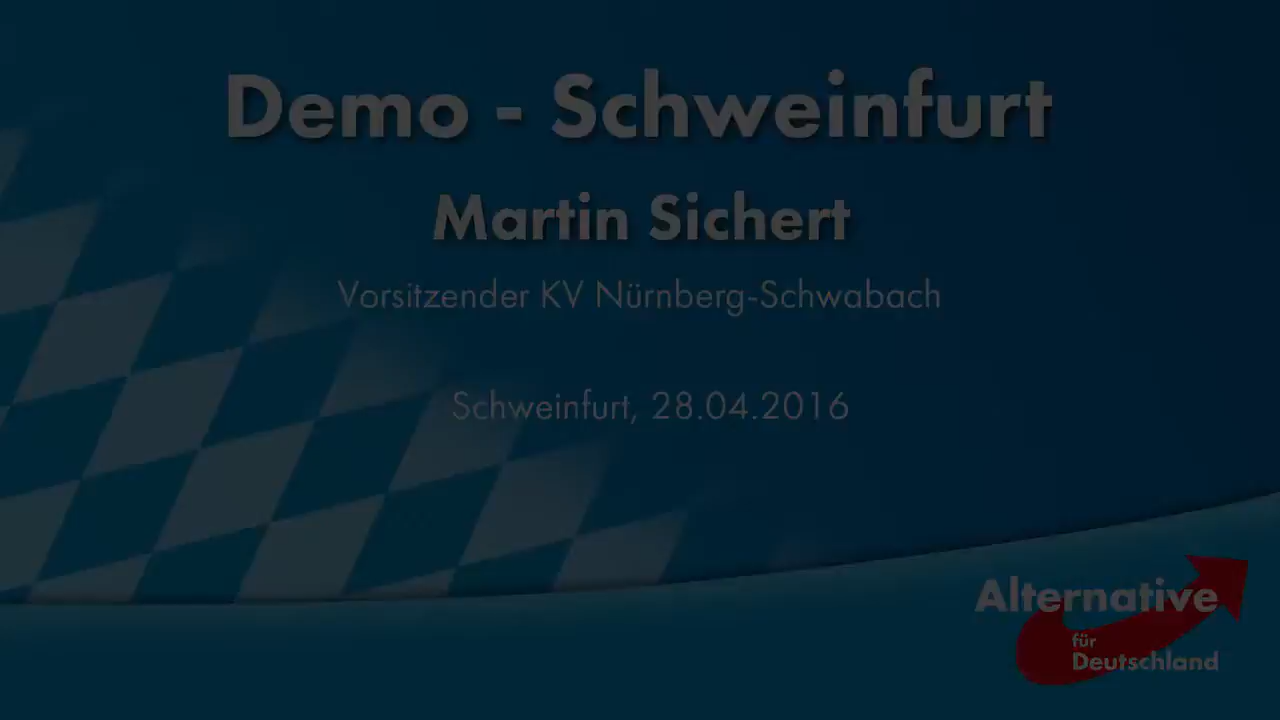 Demo - Schweinfurt
Martin Sichert
Vorsitzender KV Nürnberg-Schwabach
Schweinfurt, 28.04.2016
Alternative
für
Deutschland